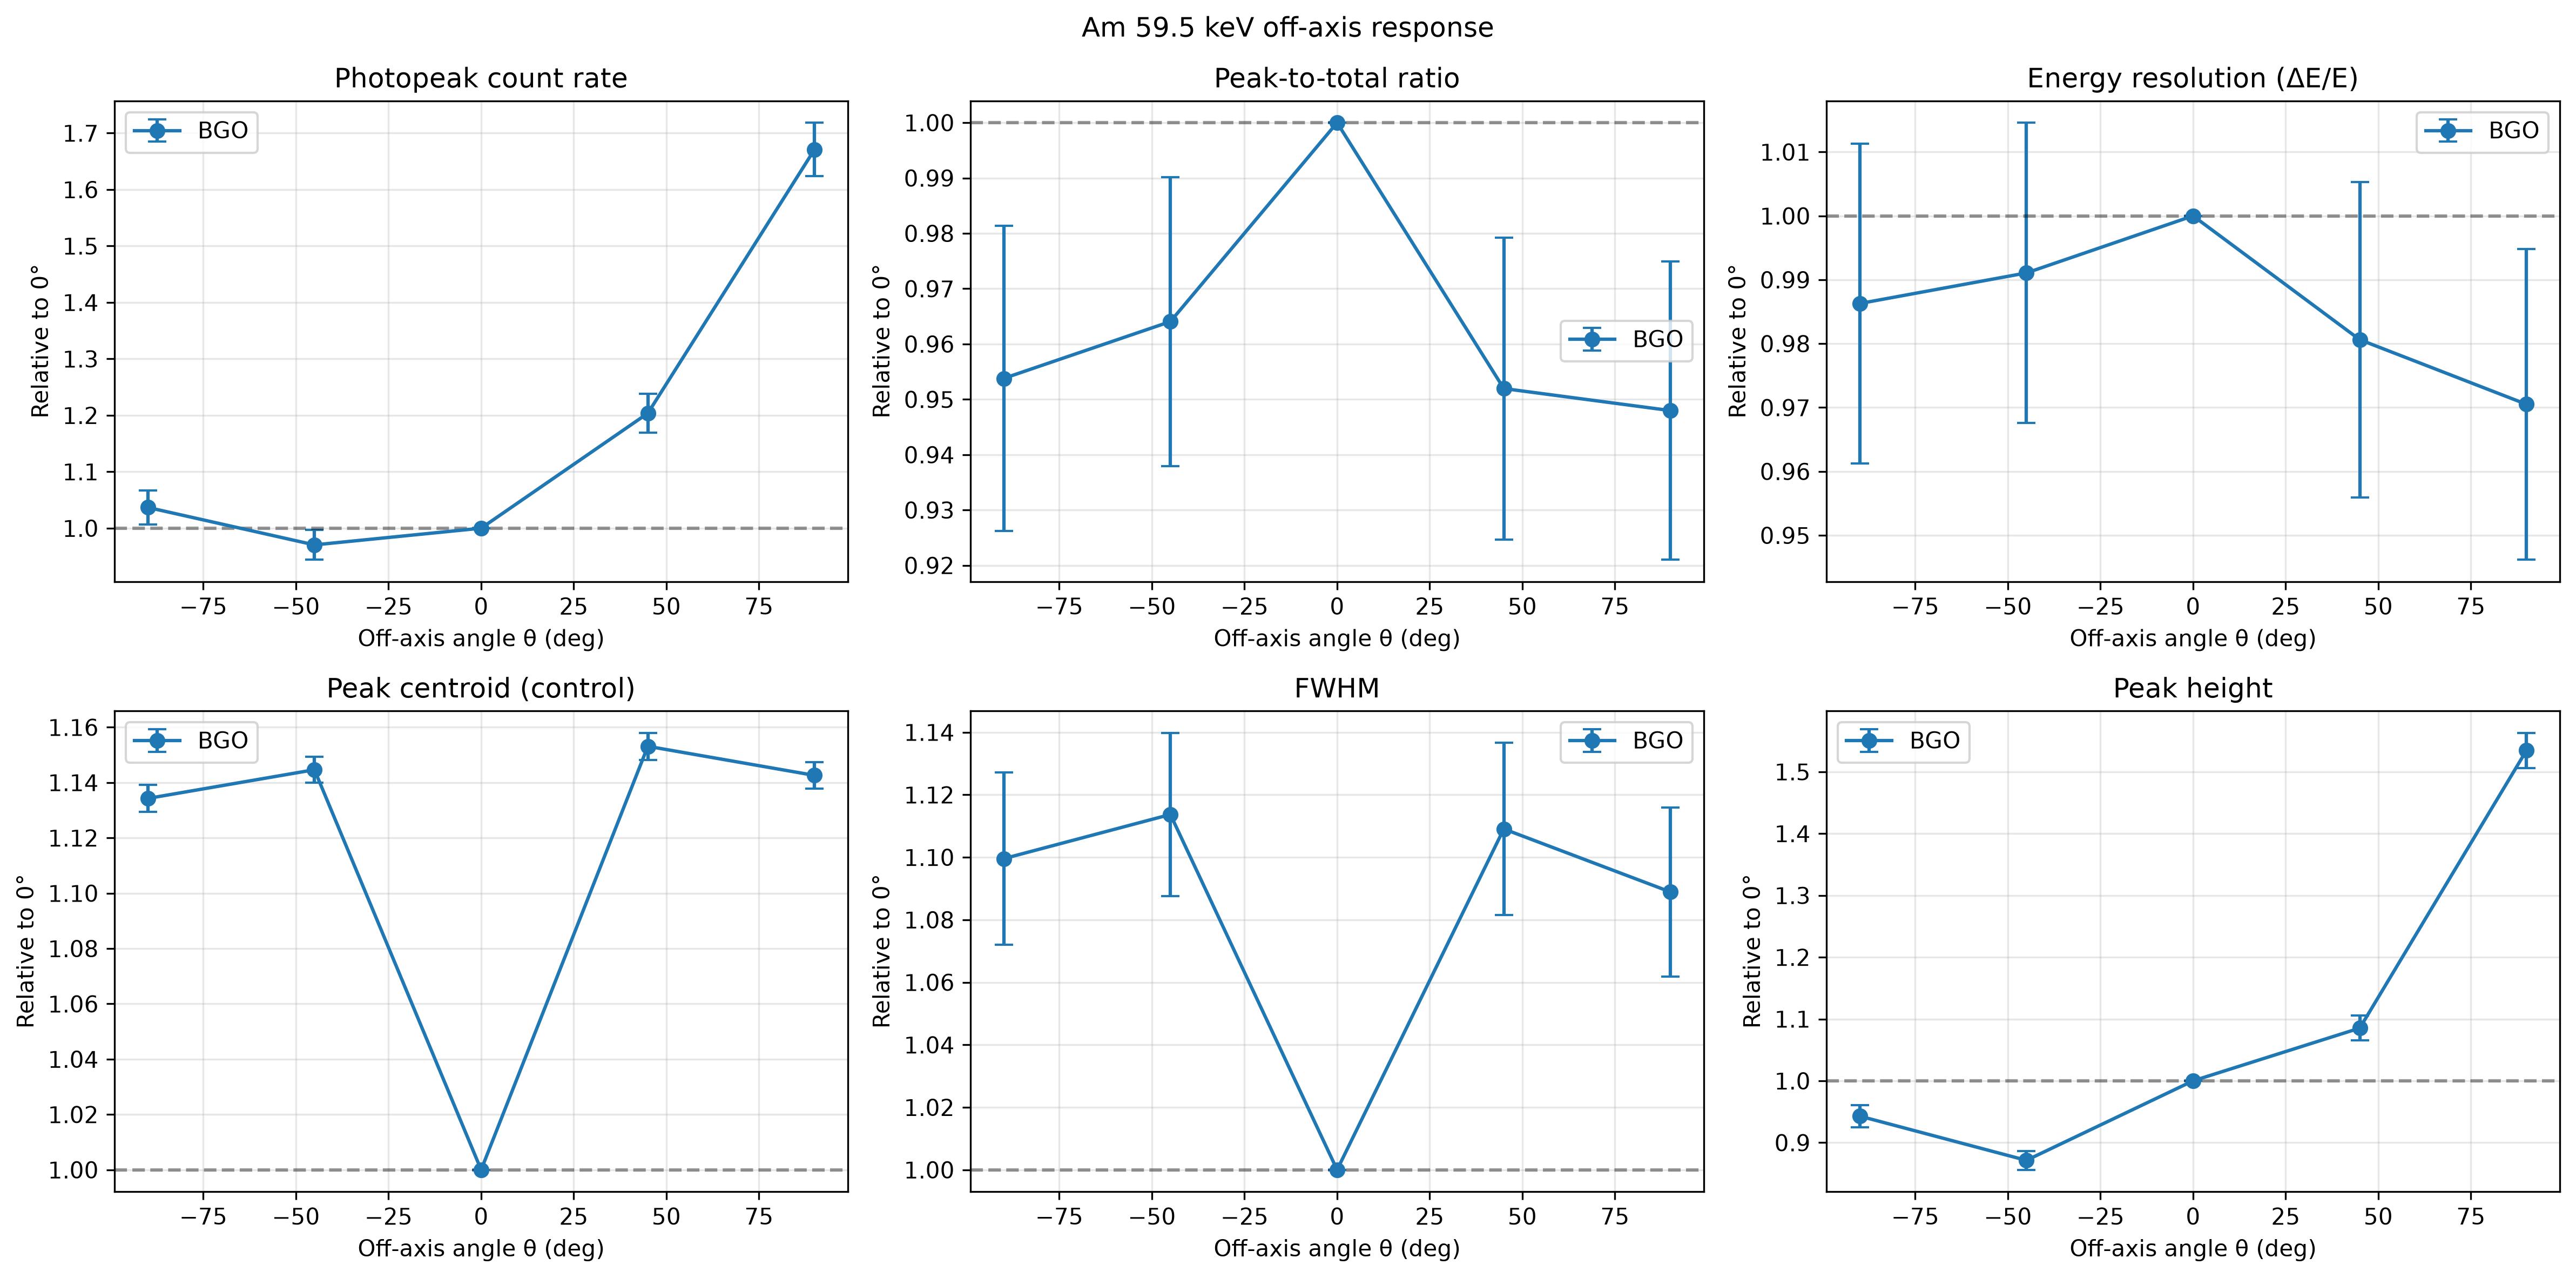 Am 59.5 keV off-axis response
Photopeak count rate
BGO
1.7
1.6
1.5
1.4
1.3
1.2
1.1
1.0
Relative to 0°
−75 −50 −25 0 25 50 75
Off-axis angle θ (deg)
Peak-to-total ratio
BGO
1.00
0.99
0.98
0.97
0.96
0.95
0.94
0.93
0.92
Relative to 0°
−75 −50 −25 0 25 50 75
Off-axis angle θ (deg)
Energy resolution (ΔE/E)
BGO
1.01
1.00
0.99
0.98
0.97
0.96
0.95
Relative to 0°
−75 −50 −25 0 25 50 75
Off-axis angle θ (deg)
Peak centroid (control)
BGO
1.16
1.14
1.12
1.10
1.08
1.06
1.04
1.02
1.00
Relative to 0°
−75 −50 −25 0 25 50 75
Off-axis angle θ (deg)
FWHM
BGO
1.14
1.12
1.10
1.08
1.06
1.04
1.02
1.00
Relative to 0°
−75 −50 −25 0 25 50 75
Off-axis angle θ (deg)
Peak height
BGO
1.5
1.4
1.3
1.2
1.1
1.0
0.9
Relative to 0°
−75 −50 −25 0 25 50 75
Off-axis angle θ (deg)